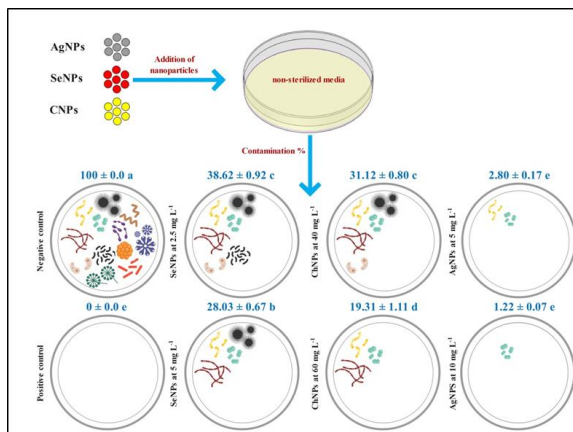 AgNPs
SeNPs
CNPs
Addition of
nanoparticles
non-sterilized media
Contamination %
100 ± 0.0 a
38.62 ± 0.92 c
31.12 ± 0.80 c
2.80 ± 0.17 e
Negative control
SeNPs at 2.5 mg L⁻¹
ChNPs at 40 mg L⁻¹
AgNPs at 5 mg L⁻¹
0 ± 0.0 e
28.03 ± 0.67 b
19.31 ± 1.11 d
1.22 ± 0.07 e
Positive control
SeNPs at 5 mg L⁻¹
ChNPs at 60 mg L⁻¹
AgNPS at 10 mg L⁻¹